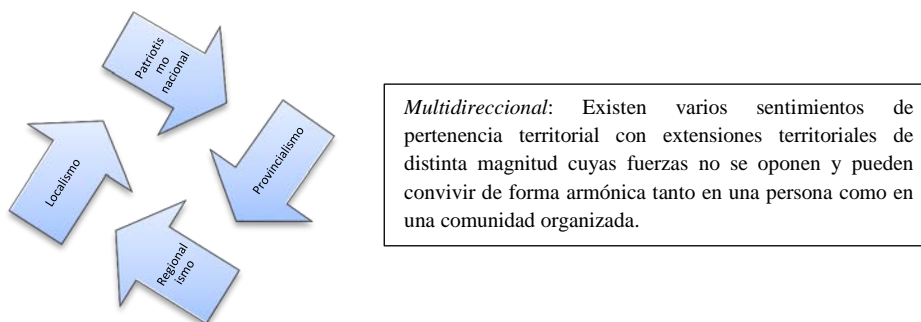 Patriotis
mo
nacional
Provincialismo
Regional
ismo
Localismo
Multidireccional: Existen varios sentimientos de
pertenencia territorial con extensiones territoriales de
distinta magnitud cuyas fuerzas no se oponen y pueden
convivir de forma armónica tanto en una persona como en
una comunidad organizada.